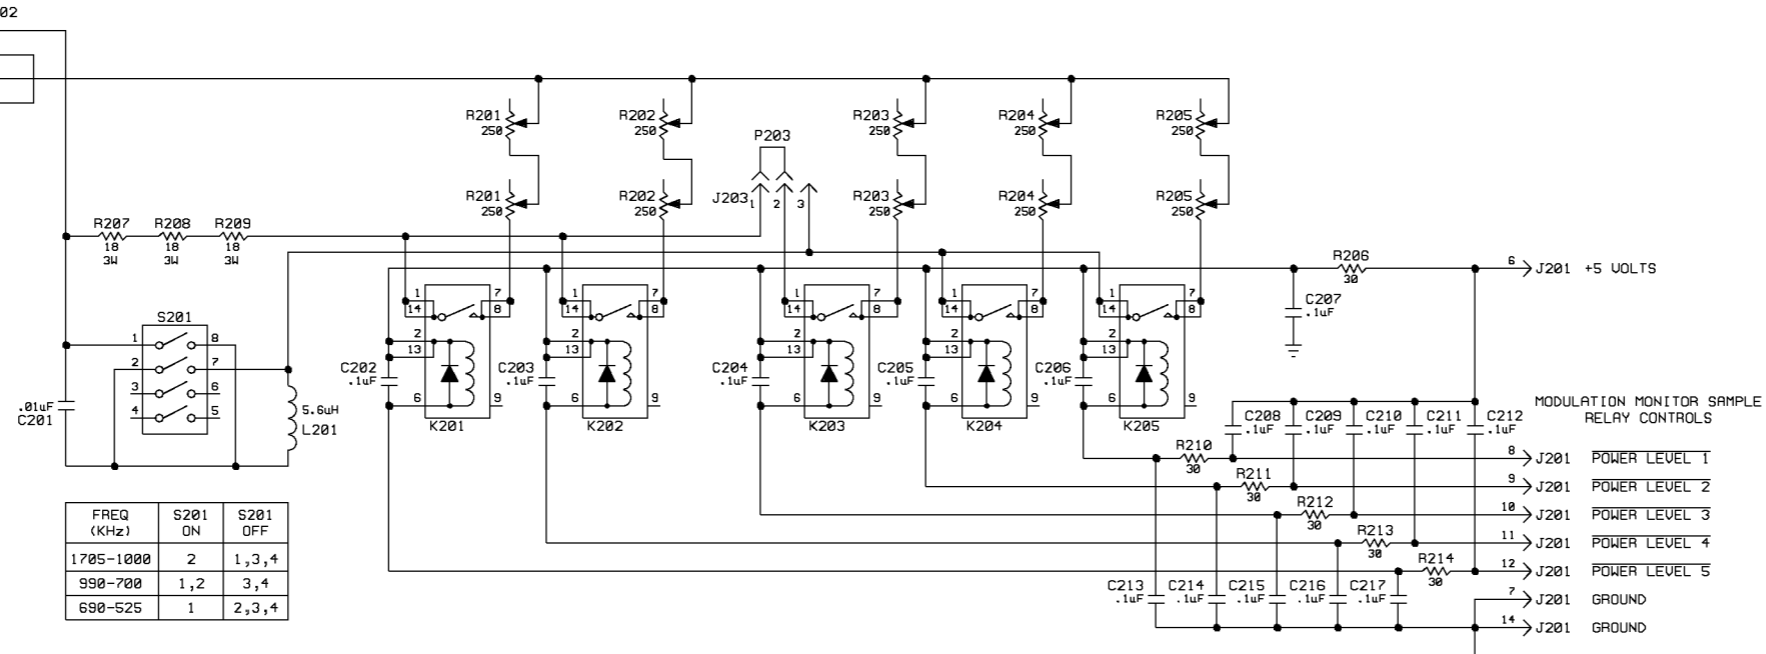 02
R201
250
R202
250
R203
250
R204
250
R205
250
P203
J203 1 2 3
R201
250
R202
250
R203
250
R204
250
R205
250
R207
18
3W
R208
18
3W
R209
18
3W
R206
30
6 J201 +5 VOLTS
C207
.1uF
1 14 7 8
2 13
6 9
K201
1 14 7 8
2 13
6 9
K202
1 14 7 8
2 13
6 9
K203
1 14 7 8
2 13
6 9
K204
1 14 7 8
2 13
6 9
K205
C202
.1uF
C203
.1uF
C204
.1uF
C205
.1uF
C206
.1uF
S201
1 8
2 7
3 6
4 5
.01uF
C201
5.6uH
L201
MODULATION MONITOR SAMPLE
RELAY CONTROLS
C208
.1uF
C209
.1uF
C210
.1uF
C211
.1uF
C212
.1uF
R210
30
8 J201 POWER LEVEL 1
R211
30
9 J201 POWER LEVEL 2
R212
30
10 J201 POWER LEVEL 3
R213
30
11 J201 POWER LEVEL 4
R214
30
12 J201 POWER LEVEL 5
C213
.1uF
C214
.1uF
C215
.1uF
C216
.1uF
C217
.1uF
7 J201 GROUND
14 J201 GROUND
FREQ (KHz) S201 ON S201 OFF
1705-1000 2 1,3,4
990-700 1,2 3,4
690-525 1 2,3,4